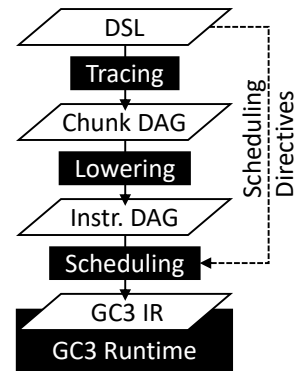 DSL
Tracing
Chunk DAG
Lowering
Instr. DAG
Scheduling
GC3 IR
GC3 Runtime
Scheduling
Directives